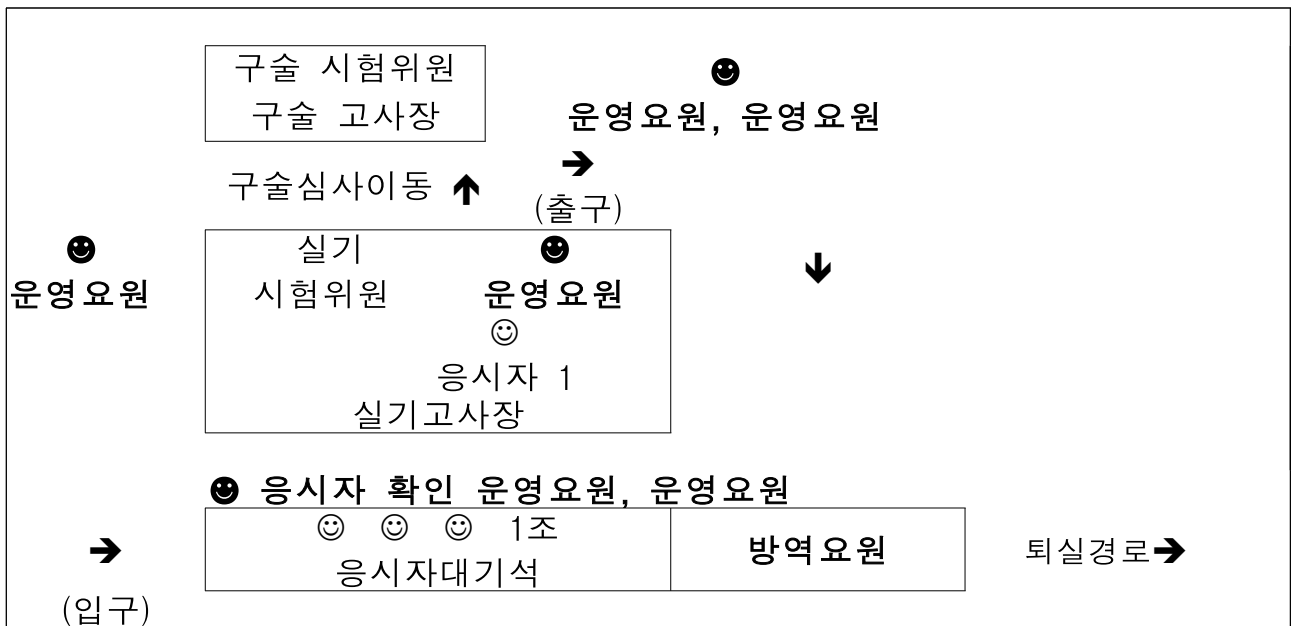 구술 시험위원
구술 고사장
☻
운영요원, 운영요원
구술심사이동 🡹
🡺
(출구)
☻
운영요원
실기
시험위원
☻
운영요원
☺
응시자 1
실기고사장
🡻
☻ 응시자 확인 운영요원, 운영요원
🡺
(입구)
☺ ☺ ☺ 1조
응시자대기석
방역요원
퇴실경로🡺